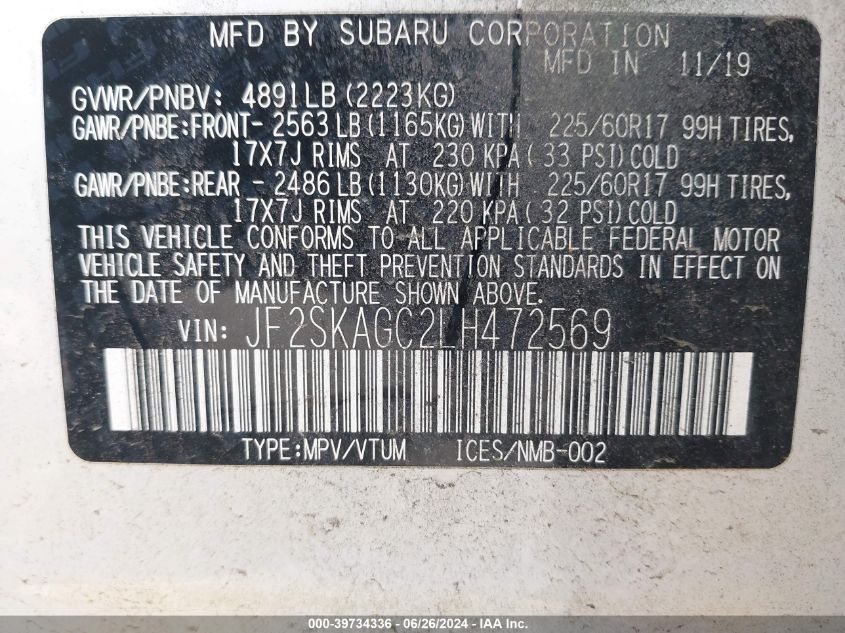 MFD BY SUBARU CORPORATION
MFD IN 11/19
GVWR/PNBV: 4891LB(2223KG)
GAWR/PNBE:FRONT- 2563LB(1165KG)WITH 225/60R17 99H TIRES,
17X7J RIMS AT 230 KPA( 33 PSI)COLD
GAWR/PNBE:REAR - 2486LB(1130KG)WITH 225/60R17 99H TIRES,
17X7J RIMS AT 220 KPA( 32 PSI)COLD
THIS VEHICLE CONFORMS TO ALL APPLICABLE FEDERAL MOTOR
VEHICLE SAFETY AND THEFT PREVENTION STANDARDS IN EFFECT ON
THE DATE OF MANUFACTURE SHOWN ABOVE.
VIN: JF2SKAGC2LH472569
TYPE:MPV/VTUM ICES/NMB-002
000-39734336 - 06/26/2024 - IAA Inc.